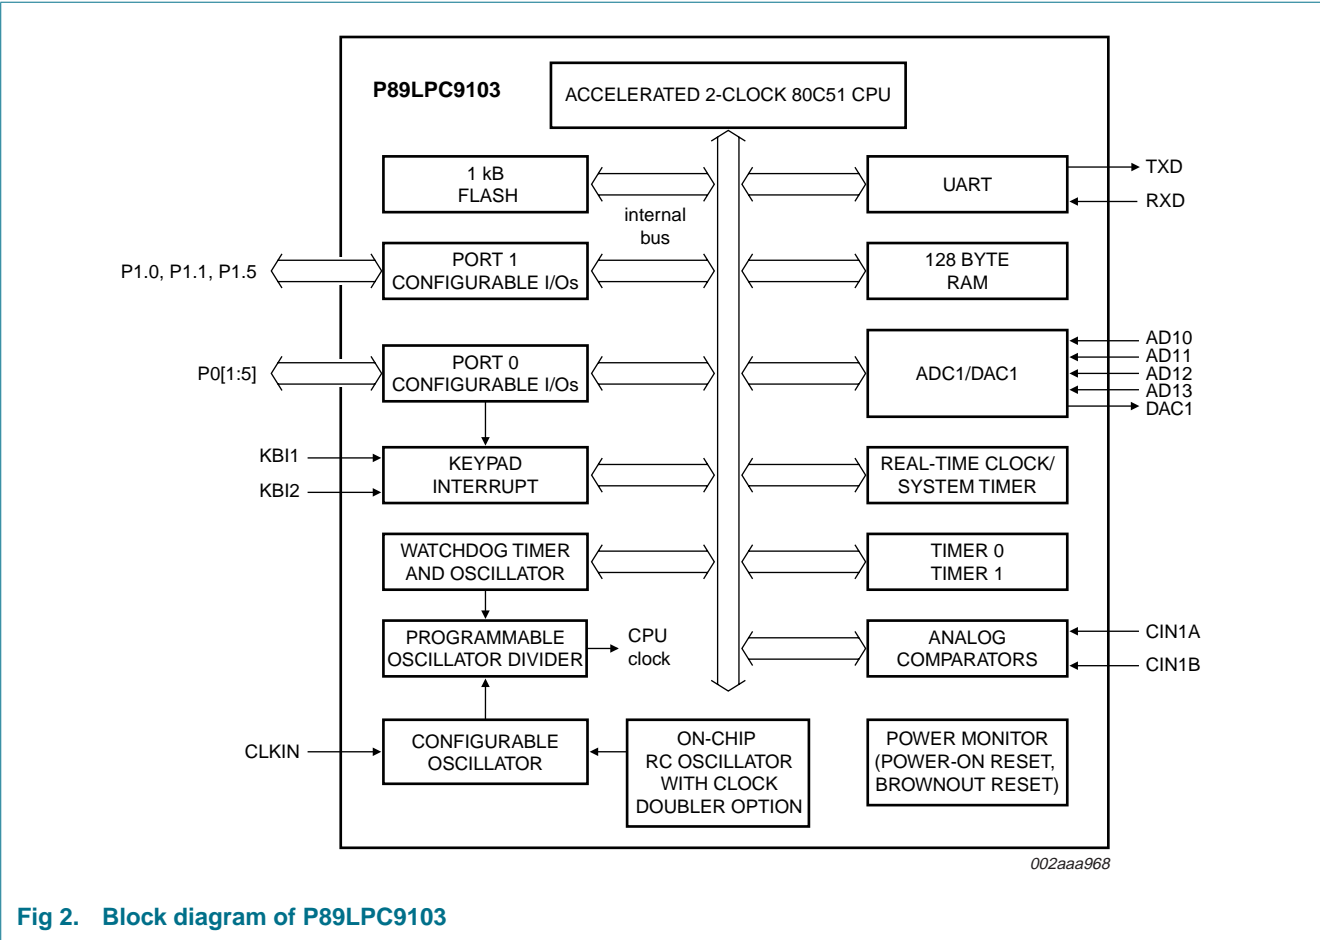 P89LPC9103
ACCELERATED 2-CLOCK 80C51 CPU
1 kB
FLASH
internal
bus
UART
TXD
RXD
P1.0, P1.1, P1.5
PORT 1
CONFIGURABLE I/Os
128 BYTE
RAM
P0[1:5]
PORT 0
CONFIGURABLE I/Os
ADC1/DAC1
AD10
AD11
AD12
AD13
DAC1
KBI1
KBI2
KEYPAD
INTERRUPT
REAL-TIME CLOCK/
SYSTEM TIMER
WATCHDOG TIMER
AND OSCILLATOR
TIMER 0
TIMER 1
PROGRAMMABLE
OSCILLATOR DIVIDER
CPU
clock
ANALOG
COMPARATORS
CIN1A
CIN1B
CLKIN
CONFIGURABLE
OSCILLATOR
ON-CHIP
RC OSCILLATOR
WITH CLOCK
DOUBLER OPTION
POWER MONITOR
(POWER-ON RESET,
BROWNOUT RESET)
002aaa968
Fig 2. Block diagram of P89LPC9103